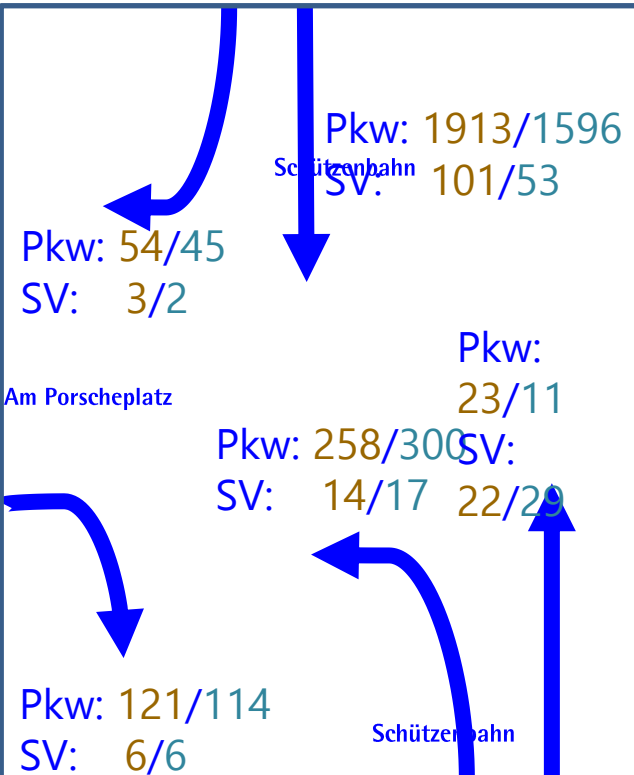 Pkw: 1913/1596
Schützenbahn
SV: 101/53
Pkw: 54/45
SV: 3/2
Pkw:
23/11
SV:
22/29
Am Porscheplatz
Pkw: 258/300
SV: 14/17
Pkw: 121/114
SV: 6/6
Schützenbahn